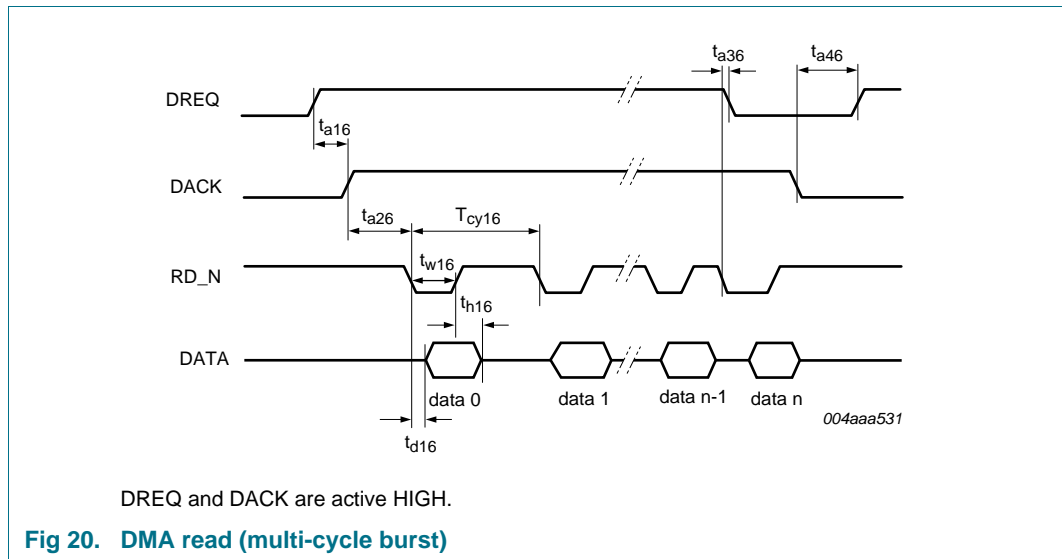 ta36 ta46
DREQ
ta16
DACK
ta26 Tcy16
RD_N
tw16
th16
DATA
data 0 data 1 data n-1 data n
004aaa531
td16
DREQ and DACK are active HIGH.
Fig 20. DMA read (multi-cycle burst)